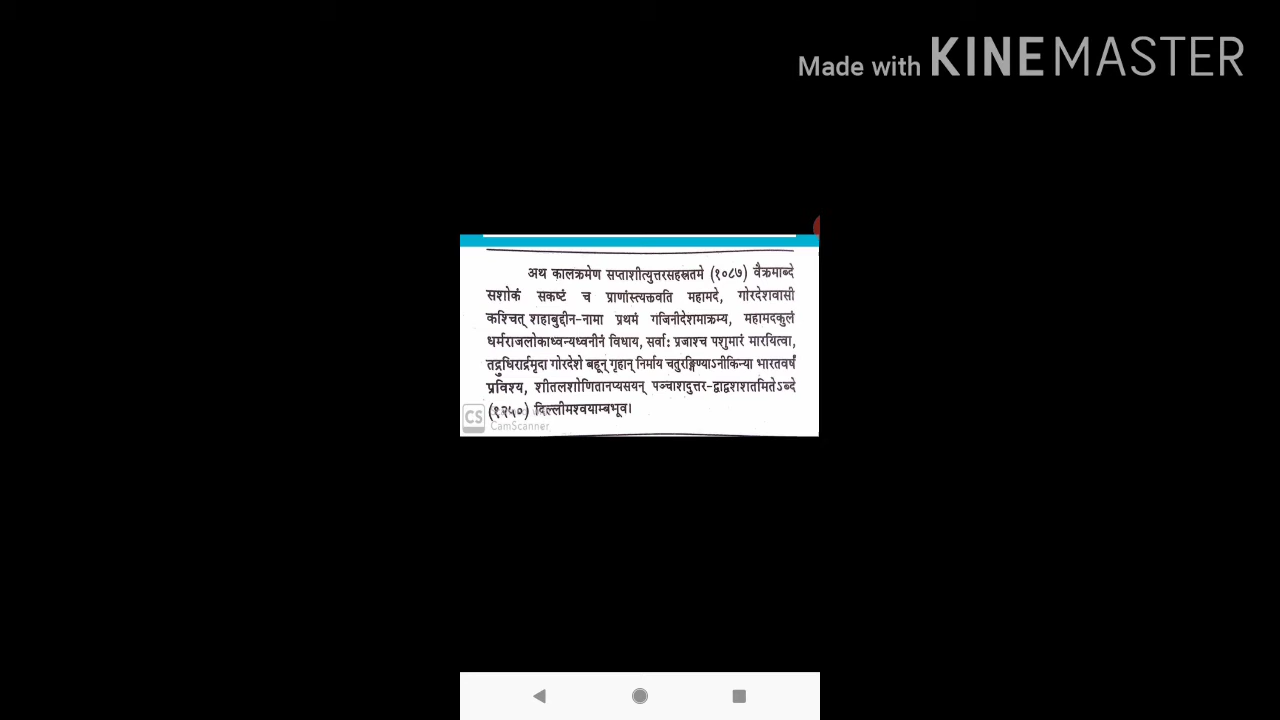 Made with KINEMASTER
अथ कालक्रमेण सप्ताशीत्युत्तरसहस्रतमे (१०८७) वैक्रमाब्दे
सशोकं सकष्टं च प्राणांस्त्यक्तवति महामदे, गोरदेशवासी
कश्चित् शहाबुद्दीन-नामा प्रथमं गजिनीदेशमाक्रम्य, महामदकुलं
धर्मराजलोकाध्वन्यध्वनीनं विधाय, सर्वाः प्रजाश्च पशुमारं मारयित्वा,
तद्रुधिरार्द्रमृदा गोरदेशे बहून् गृहान् निर्माय चतुरङ्गिण्याऽनीकिन्या भारतवर्षं
प्रविश्य, शीतलशोणितानप्यसयन् पञ्चाशदुत्तर-द्वाद्वशशतमितेऽब्दे
(१२५०) दिल्लीमश्वयाम्बभूव।
CS CamScanner